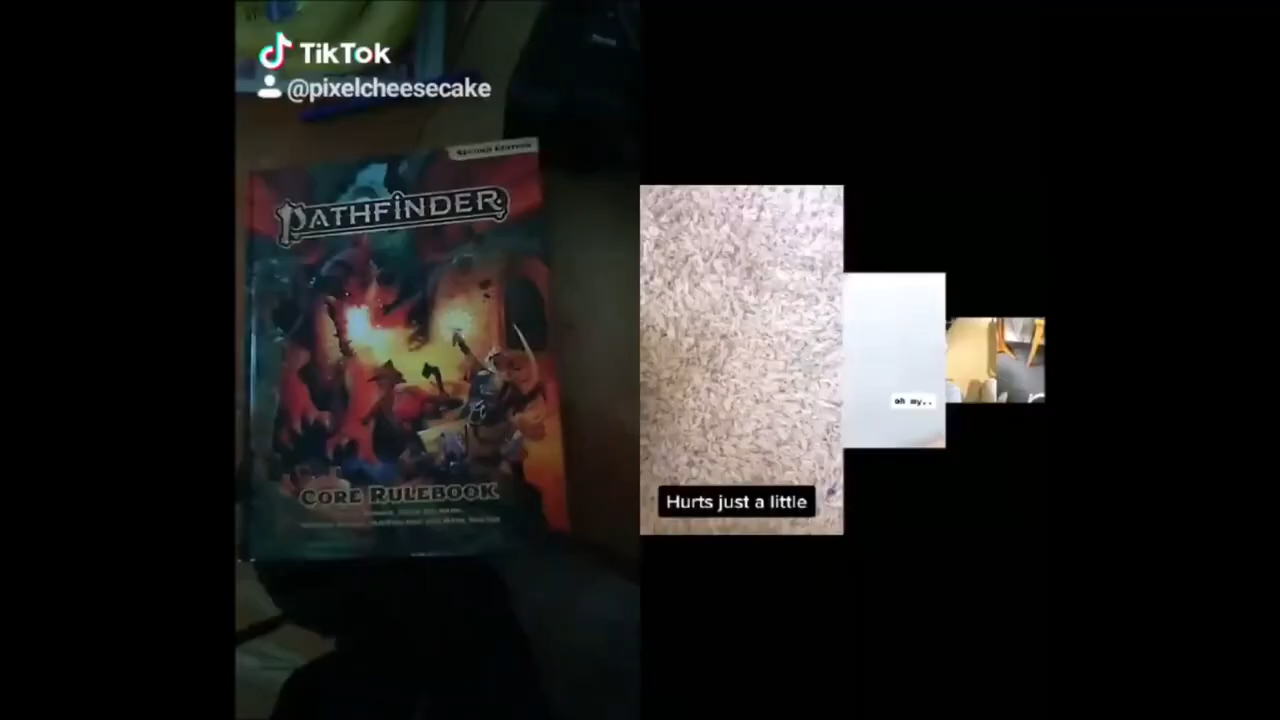 TikTok
@pixelcheesecake
SECOND EDITION
PATHFINDER
CORE RULEBOOK
Hurts just a little
oh my..